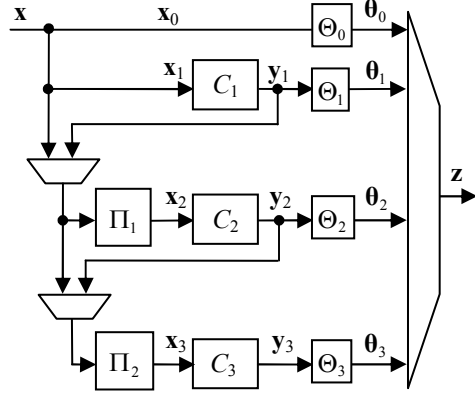 x x₀ Θ₀ θ₀
x₁ C₁ y₁ Θ₁ θ₁
z
Π₁ x₂ C₂ y₂ Θ₂ θ₂
Π₂ x₃ C₃ y₃ Θ₃ θ₃